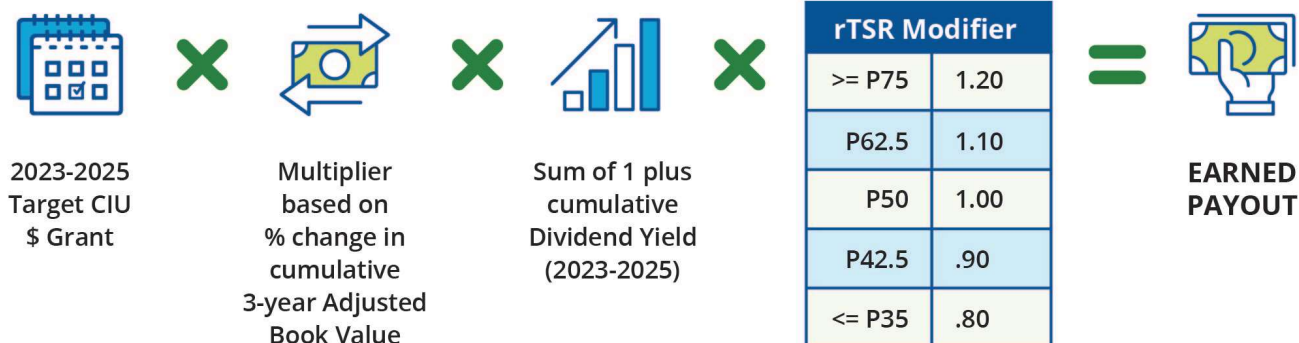 2023-2025
Target CIU
$ Grant
Multiplier
based on
% change in
cumulative
3-year Adjusted
Book Value
Sum of 1 plus
cumulative
Dividend Yield
(2023-2025)
rTSR Modifier
>= P75 1.20
P62.5 1.10
P50 1.00
P42.5 .90
<= P35 .80
EARNED
PAYOUT